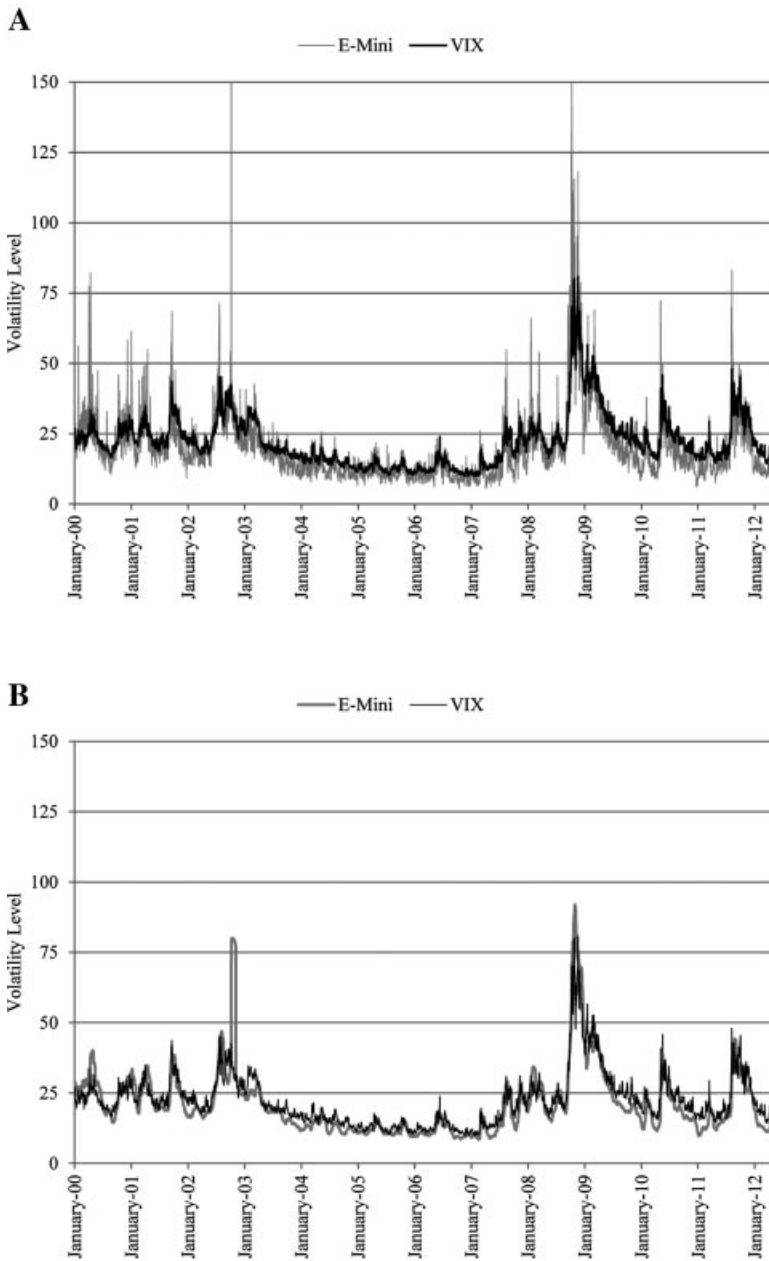 A
E-Mini VIX
150
125
100
75
50
25
0
Volatility Level
January-00
January-01
January-02
January-03
January-04
January-05
January-06
January-07
January-08
January-09
January-10
January-11
January-12
B
E-Mini VIX
150
125
100
75
50
25
0
Volatility Level
January-00
January-01
January-02
January-03
January-04
January-05
January-06
January-07
January-08
January-09
January-10
January-11
January-12